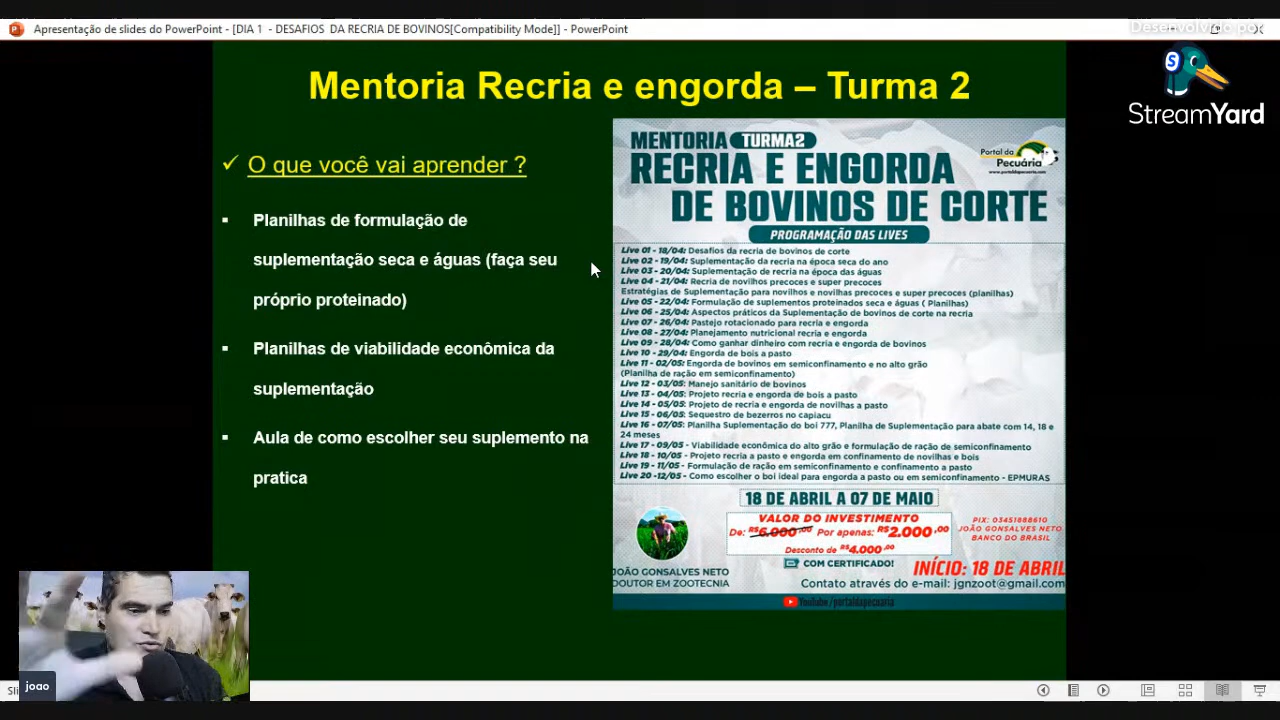 Apresentação de slides do PowerPoint - [DIA 1 - DESAFIOS DA RECRIA DE BOVINOS[Compatibility Mode]] - PowerPoint
Desenvolvido por
StreamYard
Mentoria Recria e engorda – Turma 2
✓ O que você vai aprender ?
▪ Planilhas de formulação de
suplementação seca e águas (faça seu
próprio proteinado)
▪ Planilhas de viabilidade econômica da
suplementação
▪ Aula de como escolher seu suplemento na
pratica
MENTORIA TURMA2
RECRIA E ENGORDA
DE BOVINOS DE CORTE
Portal da
Pecuária
www.portaldapecuaria.com
PROGRAMAÇÃO DAS LIVES
Live 01 - 18/04: Desafios da recria de bovinos de corte
Live 02 - 19/04: Suplementação da recria na época seca do ano
Live 03 - 20/04: Suplementação de recria na época das águas
Live 04 - 21/04: Recria de novilhos precoces e super precoces
Estratégias de Suplementação para novilhos e novilhas precoces e super precoces (planilhas)
Live 05 - 22/04: Formulação de suplementos proteinados seca e águas ( Planilhas)
Live 06 - 25/04: Aspectos práticos da Suplementação de bovinos de corte na recria
Live 07 - 26/04: Pastejo rotacionado para recria e engorda
Live 08 - 27/04: Planejamento nutricional recria e engorda
Live 09 - 28/04: Como ganhar dinheiro com recria e engorda de bovinos
Live 10 - 29/04: Engorda de bois a pasto
Live 11 - 02/05: Engorda de bovinos em semiconfinamento e no alto grão
(Planilha de ração em semiconfinamento)
Live 12 - 03/05: Manejo sanitário de bovinos
Live 13 - 04/05: Projeto recria e engorda de bois a pasto
Live 14 - 05/05: Projeto de recria e engorda de novilhas a pasto
Live 15 - 06/05: Sequestro de bezerros no capiacu
Live 16 - 07/05: Planilha Suplementação do boi 777, Planilha de Suplementação para abate com 14, 18 e
24 meses
Live 17 - 09/05 - Viabilidade econômica do alto grão e formulação de ração de semiconfinamento
Live 18 - 10/05 - Projeto recria a pasto e engorda em confinamento de novilhas e bois
Live 19 - 11/05 - Formulação de ração em semiconfinamento e confinamento a pasto
Live 20 -12/05 - Como escolher o boi ideal para engorda a pasto ou em semiconfinamento - EPMURAS
18 DE ABRIL A 07 DE MAIO
VALOR DO INVESTIMENTO
De: R$6.000,00 Por apenas: R$2.000,00
Desconto de R$4.000,00
PIX: 03451888610
JOÃO GONSALVES NETO
BANCO DO BRASIL
COM CERTIFICADO!
INÍCIO: 18 DE ABRIL
JOÃO GONSALVES NETO
DOUTOR EM ZOOTECNIA
Contato através do e-mail: jgnzoot@gmail.com
Youtube/portaldapecuaria
joao